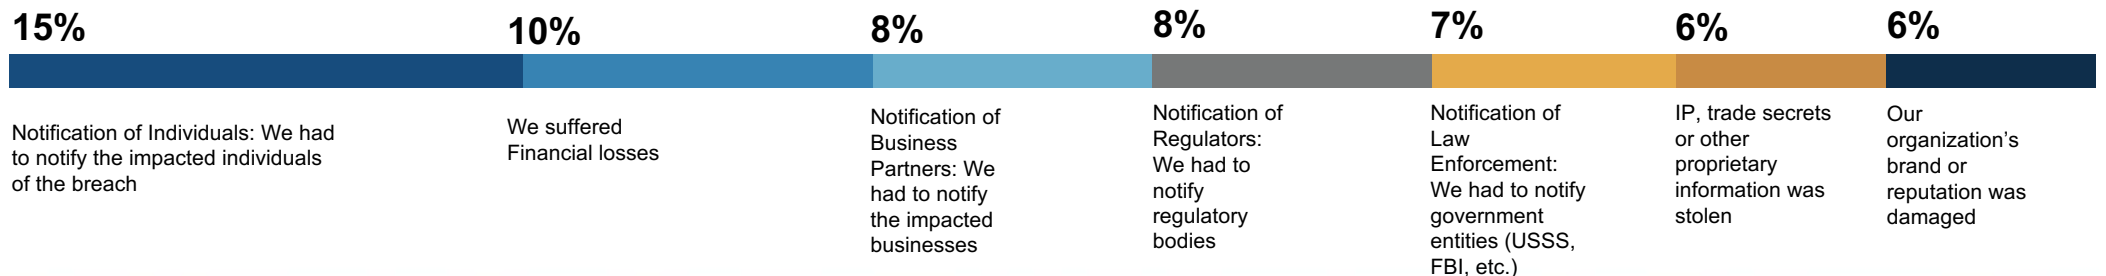 15%
Notification of Individuals: We had
to notify the impacted individuals
of the breach
10%
We suffered
Financial losses
8%
Notification of
Business
Partners: We
had to notify
the impacted
businesses
8%
Notification of
Regulators:
We had to
notify
regulatory
bodies
7%
Notification of
Law
Enforcement:
We had to notify
government
entities (USSS,
FBI, etc.)
6%
IP, trade secrets
or other
proprietary
information was
stolen
6%
Our
organization’s
brand or
reputation was
damaged